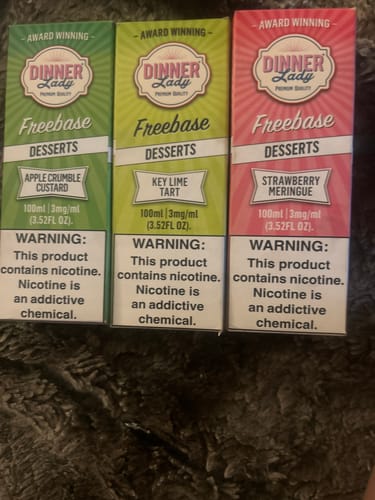 - AWARD WINNING -
DINNER
Lady
PREMIUM QUALITY
Freebase
DESSERTS
APPLE CRUMBLE
CUSTARD
100ml | 3mg/ml
(3.52FL OZ).
WARNING:
This product
contains nicotine.
Nicotine is
an addictive
chemical.
- AWARD WINNING -
DINNER
Lady
PREMIUM QUALITY
Freebase
DESSERTS
KEY LIME
TART
100ml | 3mg/ml
(3.52FL OZ).
WARNING:
This product
contains nicotine.
Nicotine is
an addictive
chemical.
- AWARD WINNING -
DINNER
Lady
PREMIUM QUALITY
Freebase
DESSERTS
STRAWBERRY
MERINGUE
100ml | 3mg/ml
(3.52FL OZ).
WARNING:
This product
contains nicotine.
Nicotine is
an addictive
chemical.